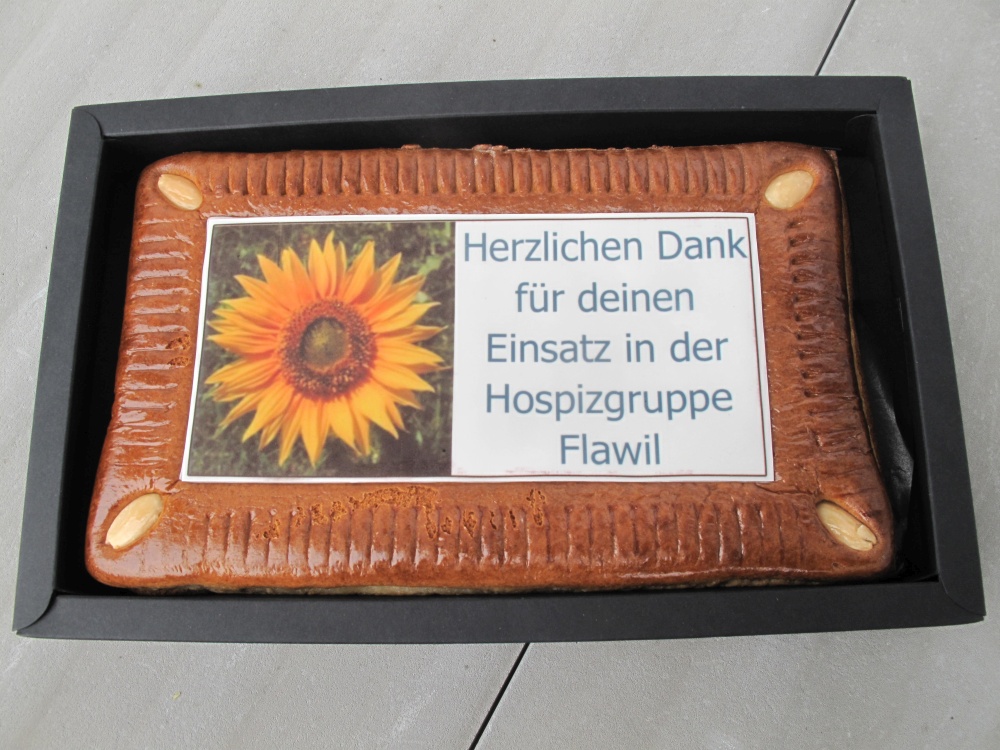 Herzlichen Dank
für deinen
Einsatz in der
Hospizgruppe
Flawil